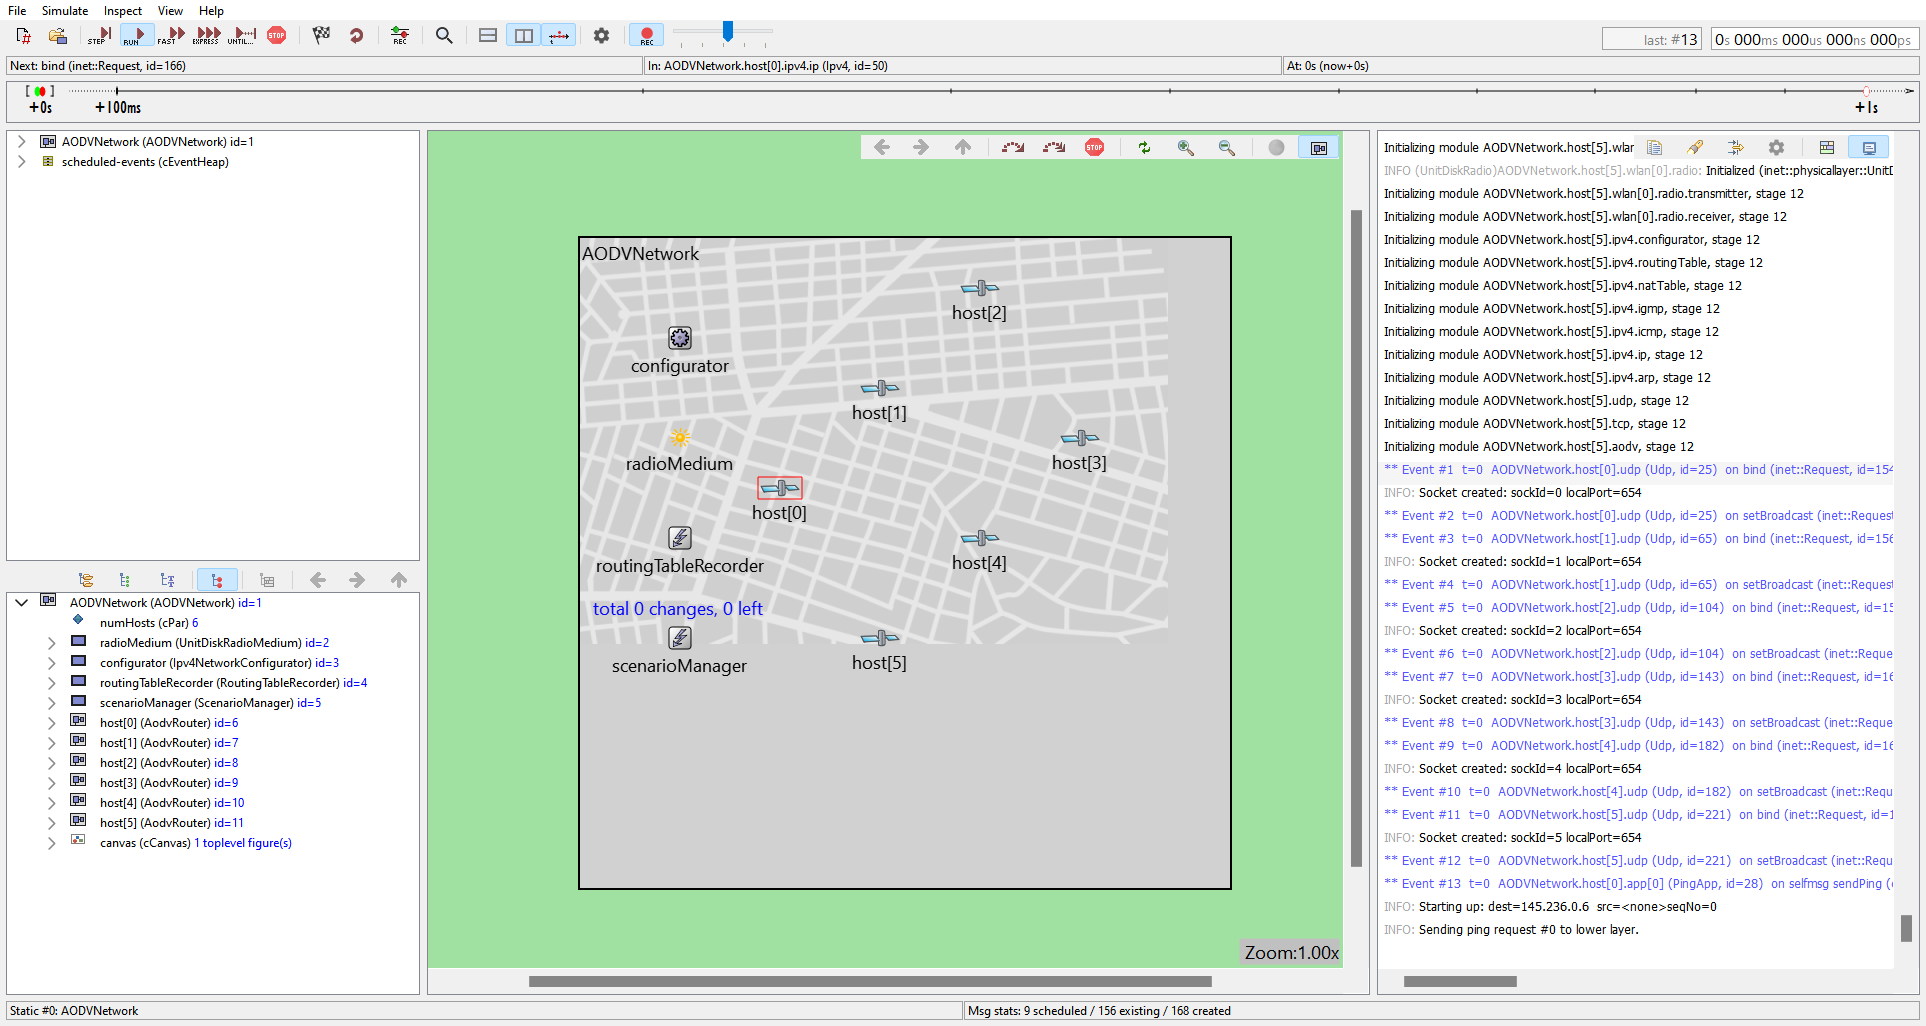 File Simulate Inspect View Help
STEP RUN FAST EXPRESS UNTIL... STOP REC REC
last: #13 0s 000ms 000us 000ns 000ps
Next: bind (inet::Request, id=166) In: AODVNetwork.host[0].ipv4.ip (Ipv4, id=50) At: 0s (now+0s)
+0s +100ms +1s
AODVNetwork (AODVNetwork) id=1
scheduled-events (cEventHeap)
AODVNetwork (AODVNetwork) id=1
numHosts (cPar) 6
radioMedium (UnitDiskRadioMedium) id=2
configurator (Ipv4NetworkConfigurator) id=3
routingTableRecorder (RoutingTableRecorder) id=4
scenarioManager (ScenarioManager) id=5
host[0] (AodvRouter) id=6
host[1] (AodvRouter) id=7
host[2] (AodvRouter) id=8
host[3] (AodvRouter) id=9
host[4] (AodvRouter) id=10
host[5] (AodvRouter) id=11
canvas (cCanvas) 1 toplevel figure(s)
STOP
AODVNetwork
host[2]
configurator
host[1]
radioMedium
host[3]
host[0]
routingTableRecorder
host[4]
total 0 changes, 0 left
scenarioManager
host[5]
Zoom:1.00x
Initializing module AODVNetwork.host[5].wlar
INFO (UnitDiskRadio)AODVNetwork.host[5].wlan[0].radio: Initialized (inet::physicallayer::UnitD
Initializing module AODVNetwork.host[5].wlan[0].radio.transmitter, stage 12
Initializing module AODVNetwork.host[5].wlan[0].radio.receiver, stage 12
Initializing module AODVNetwork.host[5].ipv4.configurator, stage 12
Initializing module AODVNetwork.host[5].ipv4.routingTable, stage 12
Initializing module AODVNetwork.host[5].ipv4.natTable, stage 12
Initializing module AODVNetwork.host[5].ipv4.igmp, stage 12
Initializing module AODVNetwork.host[5].ipv4.icmp, stage 12
Initializing module AODVNetwork.host[5].ipv4.ip, stage 12
Initializing module AODVNetwork.host[5].ipv4.arp, stage 12
Initializing module AODVNetwork.host[5].udp, stage 12
Initializing module AODVNetwork.host[5].tcp, stage 12
Initializing module AODVNetwork.host[5].aodv, stage 12
** Event #1 t=0 AODVNetwork.host[0].udp (Udp, id=25) on bind (inet::Request, id=154
INFO: Socket created: sockId=0 localPort=654
** Event #2 t=0 AODVNetwork.host[0].udp (Udp, id=25) on setBroadcast (inet::Request
** Event #3 t=0 AODVNetwork.host[1].udp (Udp, id=65) on bind (inet::Request, id=156
INFO: Socket created: sockId=1 localPort=654
** Event #4 t=0 AODVNetwork.host[1].udp (Udp, id=65) on setBroadcast (inet::Request
** Event #5 t=0 AODVNetwork.host[2].udp (Udp, id=104) on bind (inet::Request, id=15
INFO: Socket created: sockId=2 localPort=654
** Event #6 t=0 AODVNetwork.host[2].udp (Udp, id=104) on setBroadcast (inet::Reque
** Event #7 t=0 AODVNetwork.host[3].udp (Udp, id=143) on bind (inet::Request, id=16
INFO: Socket created: sockId=3 localPort=654
** Event #8 t=0 AODVNetwork.host[3].udp (Udp, id=143) on setBroadcast (inet::Reque
** Event #9 t=0 AODVNetwork.host[4].udp (Udp, id=182) on bind (inet::Request, id=16
INFO: Socket created: sockId=4 localPort=654
** Event #10 t=0 AODVNetwork.host[4].udp (Udp, id=182) on setBroadcast (inet::Requ
** Event #11 t=0 AODVNetwork.host[5].udp (Udp, id=221) on bind (inet::Request, id=1
INFO: Socket created: sockId=5 localPort=654
** Event #12 t=0 AODVNetwork.host[5].udp (Udp, id=221) on setBroadcast (inet::Requ
** Event #13 t=0 AODVNetwork.host[0].app[0] (PingApp, id=28) on selfmsg sendPing (
INFO: Starting up: dest=145.236.0.6 src=<none>seqNo=0
INFO: Sending ping request #0 to lower layer.
Static #0: AODVNetwork Msg stats: 9 scheduled / 156 existing / 168 created